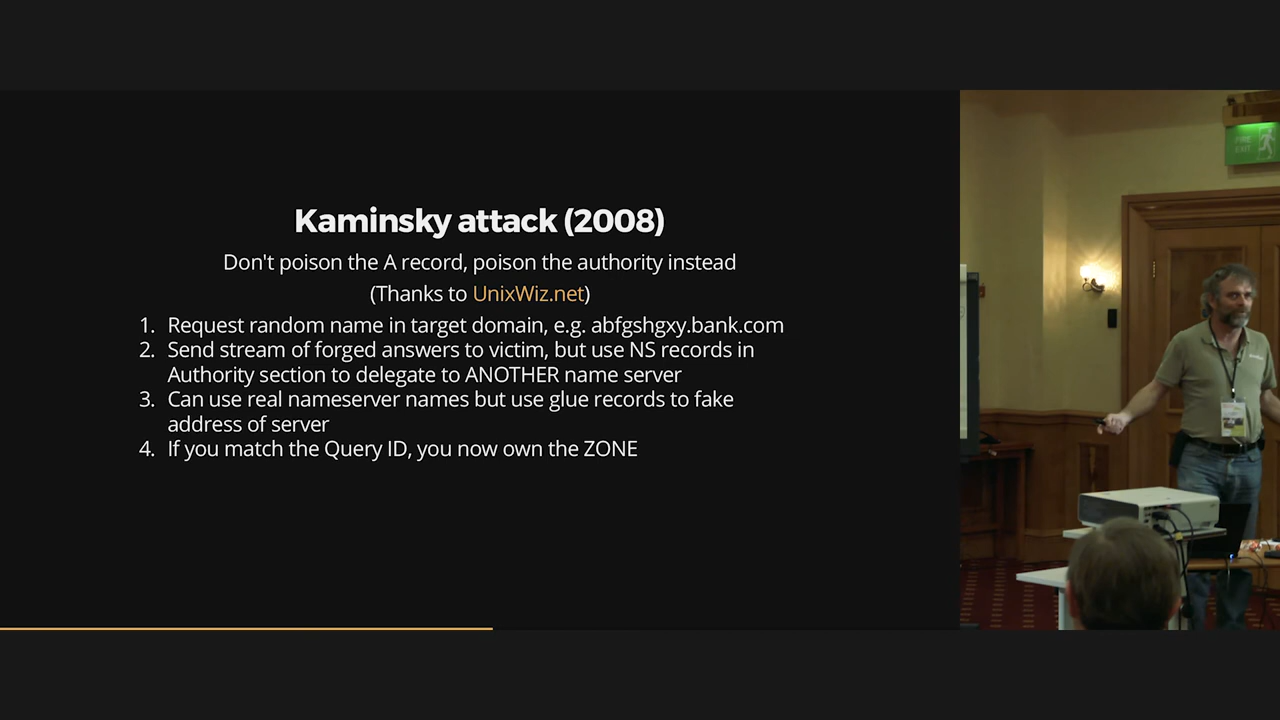 Kaminsky attack (2008)
Don't poison the A record, poison the authority instead
(Thanks to UnixWiz.net)
1. Request random name in target domain, e.g. abfgshgxy.bank.com
2. Send stream of forged answers to victim, but use NS records in
Authority section to delegate to ANOTHER name server
3. Can use real nameserver names but use glue records to fake
address of server
4. If you match the Query ID, you now own the ZONE
FIRE
EXIT